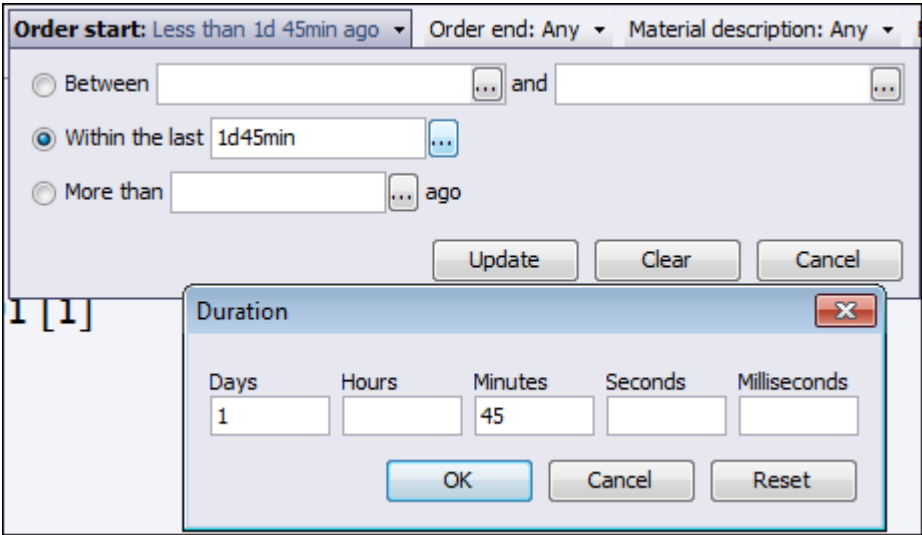 Order start: Less than 1d 45min ago Order end: Any Material description: Any
Between ... and ...
Within the last 1d45min ...
More than ... ago
Update Clear Cancel
1 [1]
Duration
Days Hours Minutes Seconds Milliseconds
1 45
OK Cancel Reset